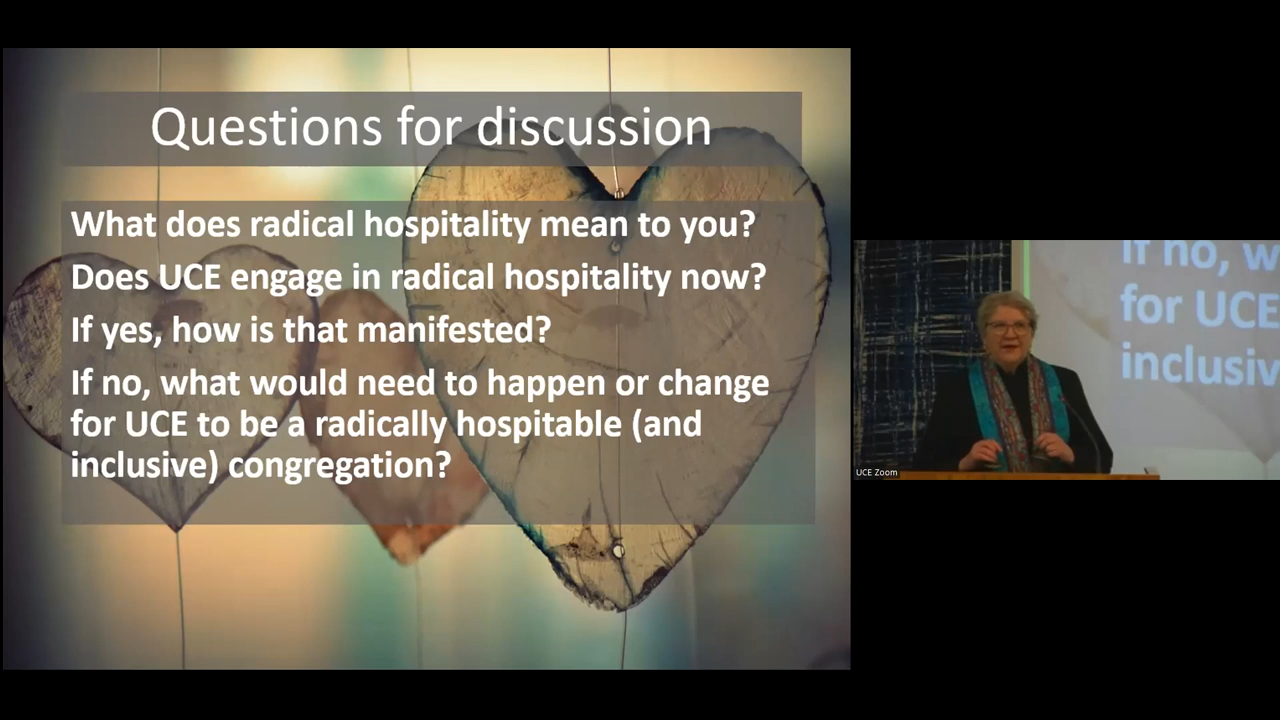 Questions for discussion
What does radical hospitality mean to you?
Does UCE engage in radical hospitality now?
If yes, how is that manifested?
If no, what would need to happen or change
for UCE to be a radically hospitable (and
inclusive) congregation?
If no, w
for UCE
inclusiv
UCE Zoom